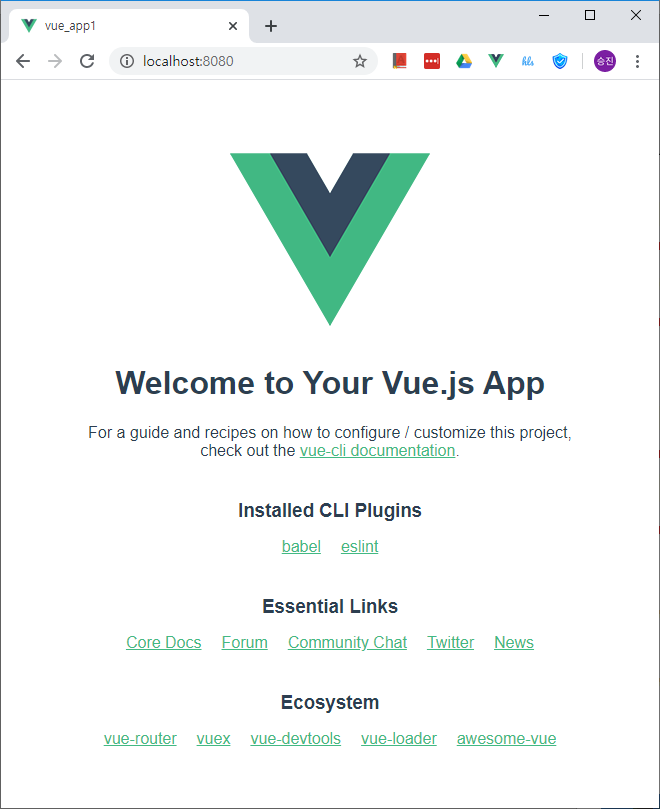 vue_app1
localhost:8080
hls
승진
Welcome to Your Vue.js App
For a guide and recipes on how to configure / customize this project,
check out the vue-cli documentation.
Installed CLI Plugins
babel eslint
Essential Links
Core Docs Forum Community Chat Twitter News
Ecosystem
vue-router vuex vue-devtools vue-loader awesome-vue